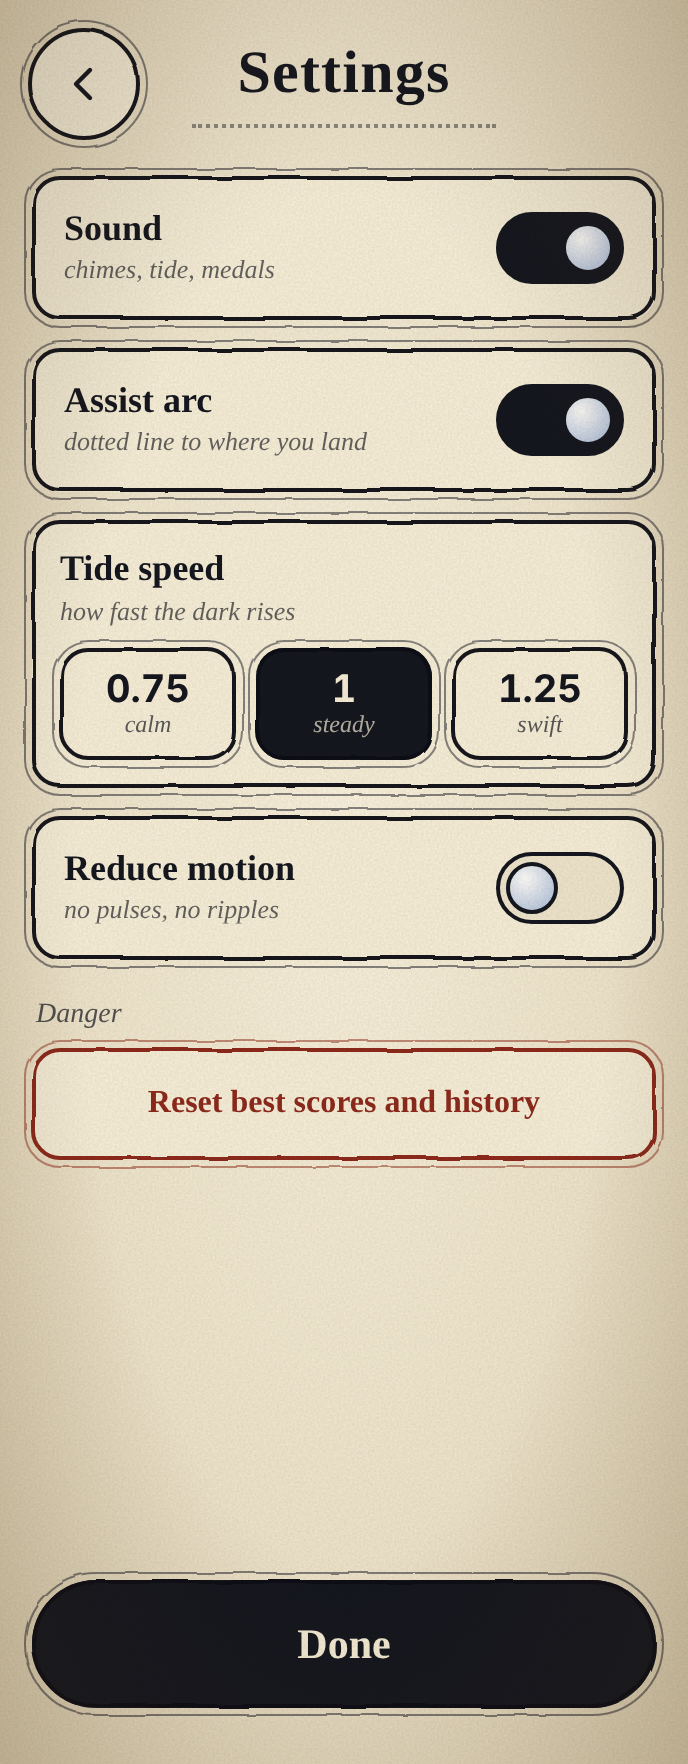 Settings
Sound
chimes, tide, medals
Assist arc
dotted line to where you land
Tide speed
how fast the dark rises
0.75 1 1.25
calm steady swift
Reduce motion
no pulses, no ripples
Danger
Reset best scores and history
Done